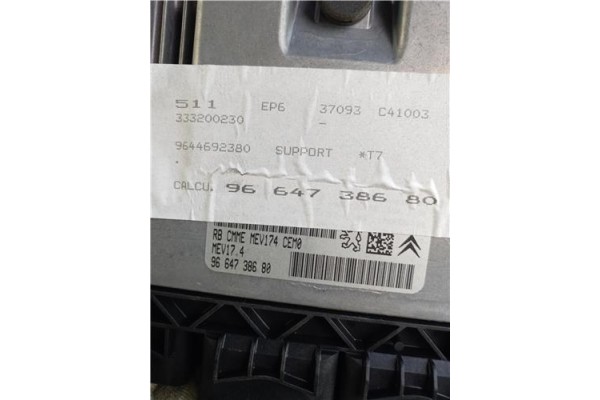 511 EP6 37093 C41003
333200230 -
9644692380 SUPPORT *T7
.
CALCU. 96 647 386 80
RB CMME MEV174 CEM0
MEV17.4
96 647 386 80